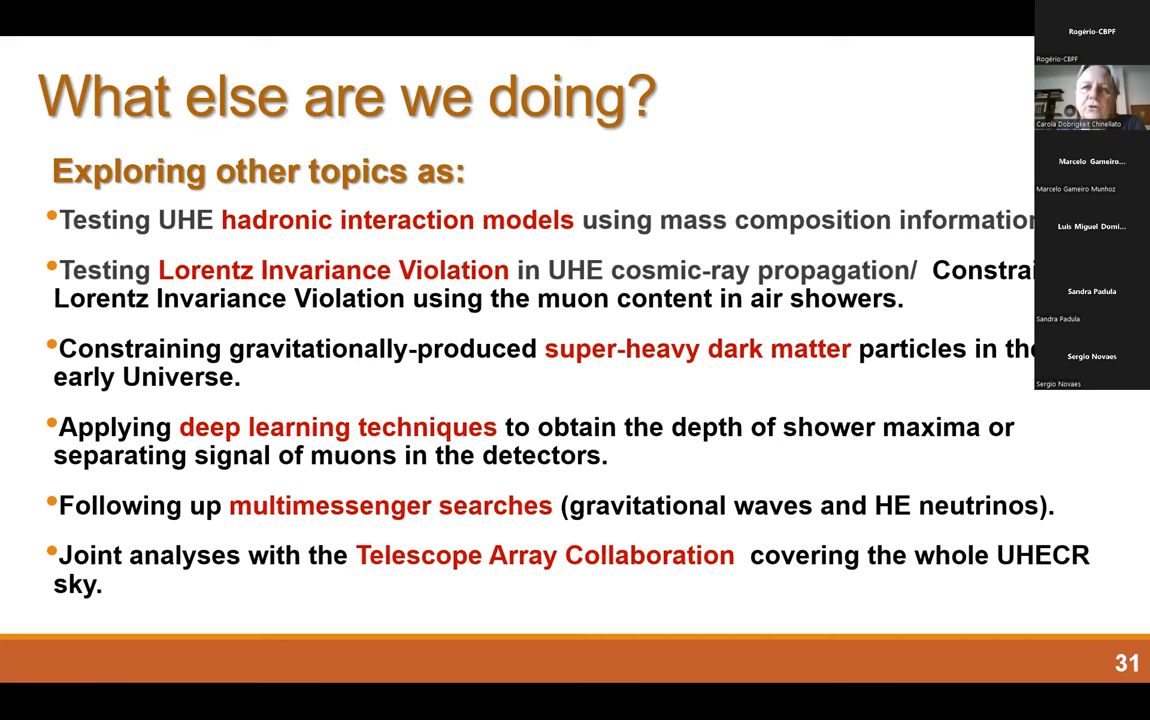 What else are we doing?
Exploring other topics as:
•Testing UHE hadronic interaction models using mass composition information
•Testing Lorentz Invariance Violation in UHE cosmic-ray propagation/ Constrai
Lorentz Invariance Violation using the muon content in air showers.
•Constraining gravitationally-produced super-heavy dark matter particles in the
early Universe.
•Applying deep learning techniques to obtain the depth of shower maxima or
separating signal of muons in the detectors.
•Following up multimessenger searches (gravitational waves and HE neutrinos).
•Joint analyses with the Telescope Array Collaboration covering the whole UHECR
sky.
31
Rogério-CBPF
Rogério-CBPF
Carola Dobrigkeit Chinellato
Marcelo Gameiro...
Marcelo Gameiro Munhoz
Luis Miguel Domi...
Sandra Padula
Sandra Padula
Sergio Novaes
Sergio Novaes